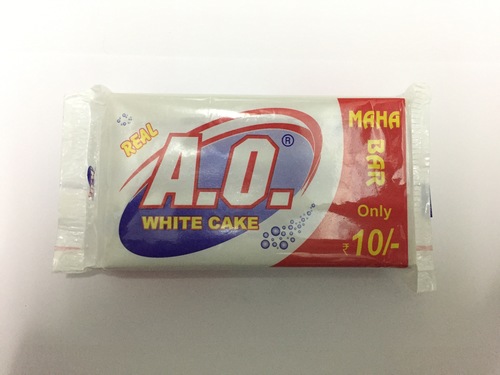 REAL
A.O.®
WHITE CAKE
MAHA
BAR
Only
₹ 10/-